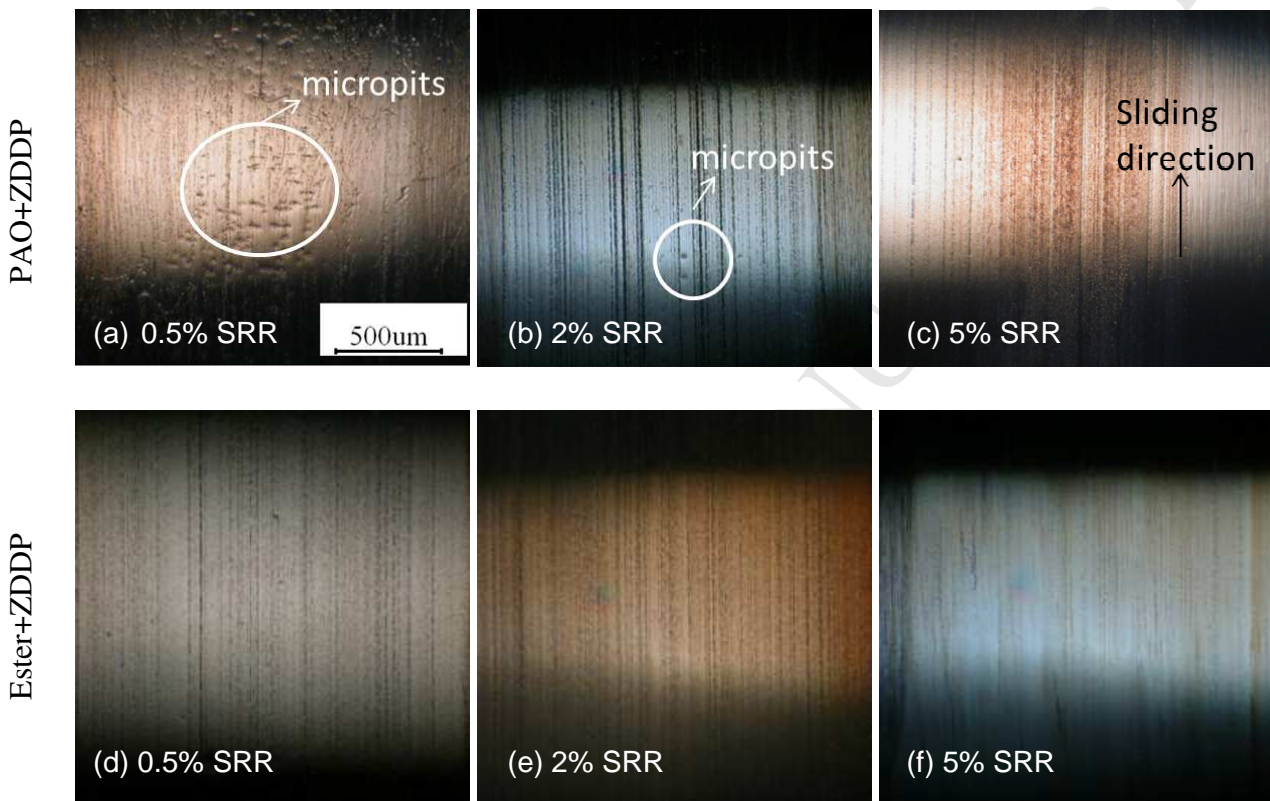 PAO+ZDDP
micropits
(a) 0.5% SRR
500um
micropits
(b) 2% SRR
Sliding
direction
(c) 5% SRR
Ester+ZDDP
(d) 0.5% SRR
(e) 2% SRR
(f) 5% SRR